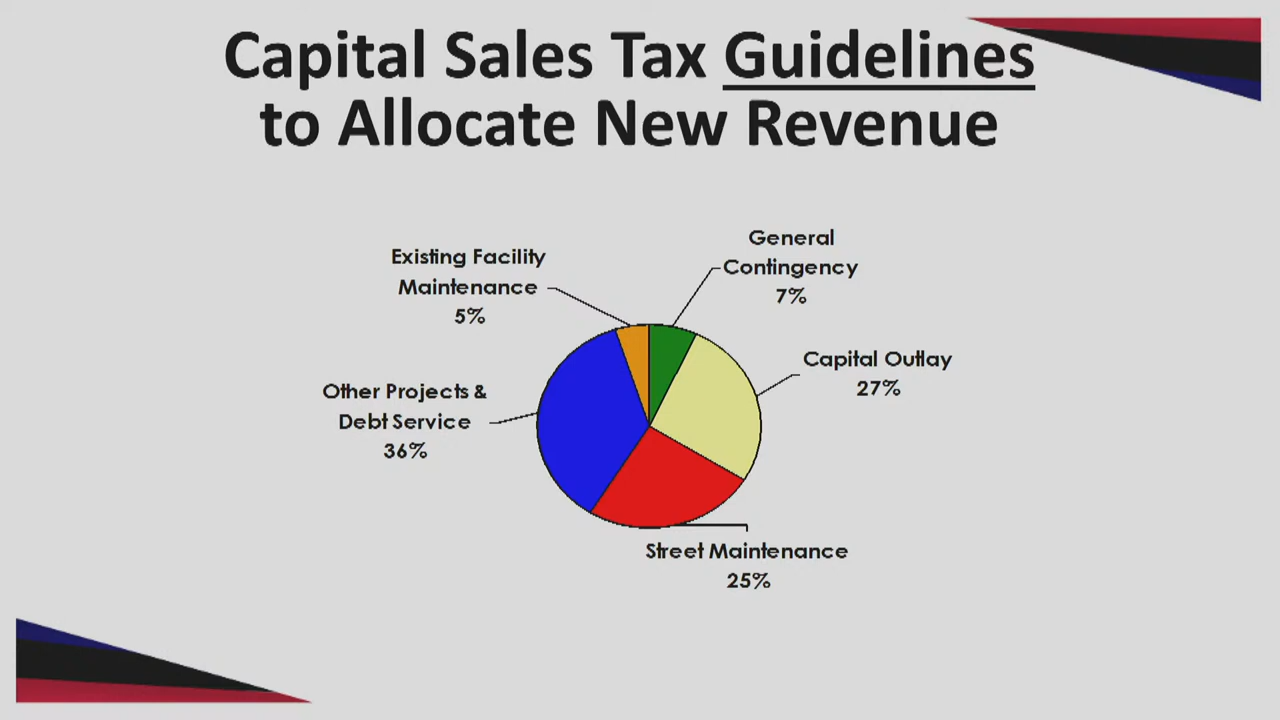 Capital Sales Tax Guidelines
to Allocate New Revenue
General
Contingency
7%
Existing Facility
Maintenance
5%
Capital Outlay
27%
Other Projects &
Debt Service
36%
Street Maintenance
25%